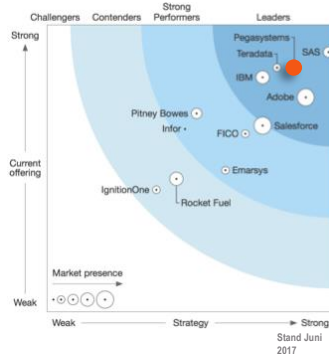 Challengers Contenders Strong Performers Leaders
Strong
Pegasystems
SAS
Teradata
IBM
Adobe
Pitney Bowes
Infor
FICO
Salesforce
Current offering
Emarsys
IgnitionOne
Rocket Fuel
Market presence
Weak
Weak Strategy Strong
Stand Juni
2017